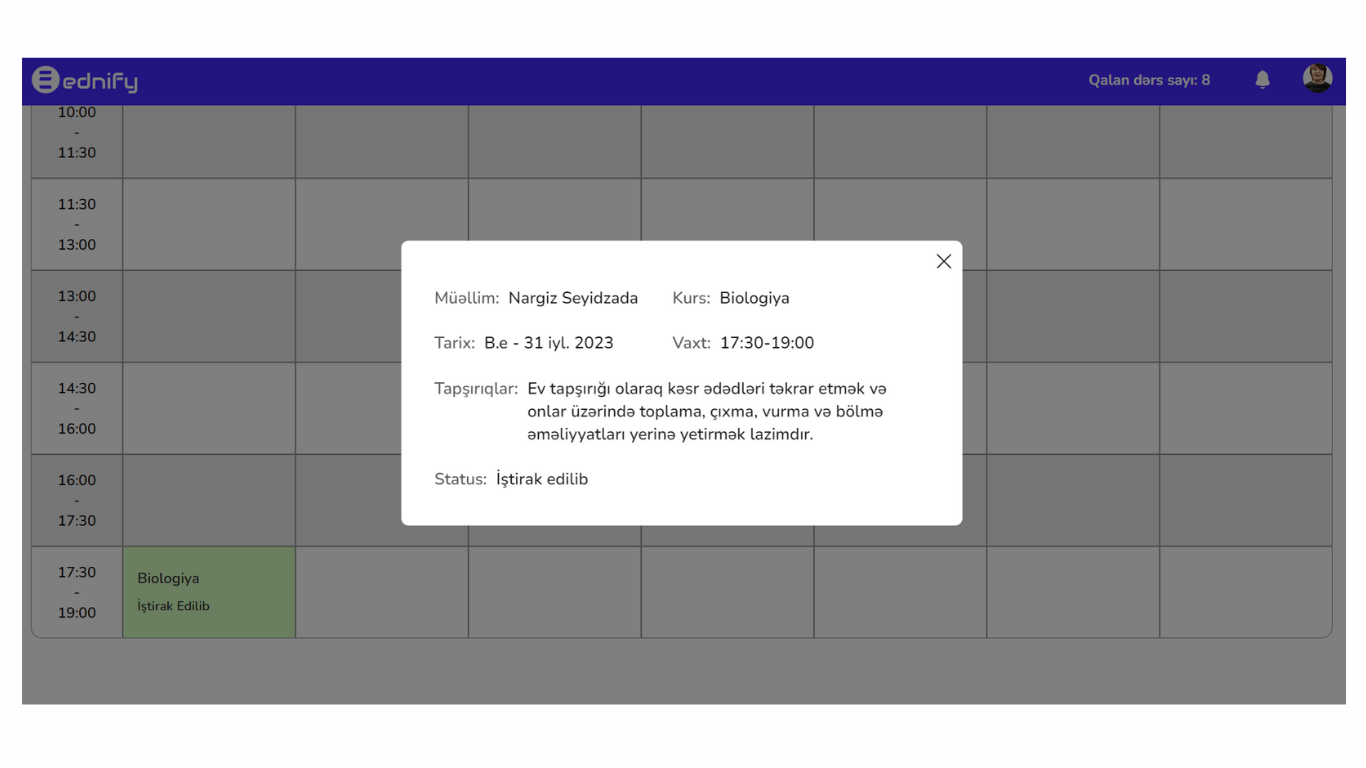 ednify
Qalan dərs sayı: 8
10:00
-
11:30
11:30
-
13:00
13:00
-
14:30
14:30
-
16:00
16:00
-
17:30
17:30
-
19:00
Biologiya
İştirak Edilib
Müəllim: Nargiz Seyidzada
Kurs: Biologiya
Tarix: B.e - 31 iyl. 2023
Vaxt: 17:30-19:00
Tapşırıqlar: Ev tapşırığı olaraq kəsr ədədləri təkrar etmək və
onlar üzərində toplama, çıxma, vurma və bölmə
əməliyyatları yerinə yetirmək lazimdır.
Status: İştirak edilib